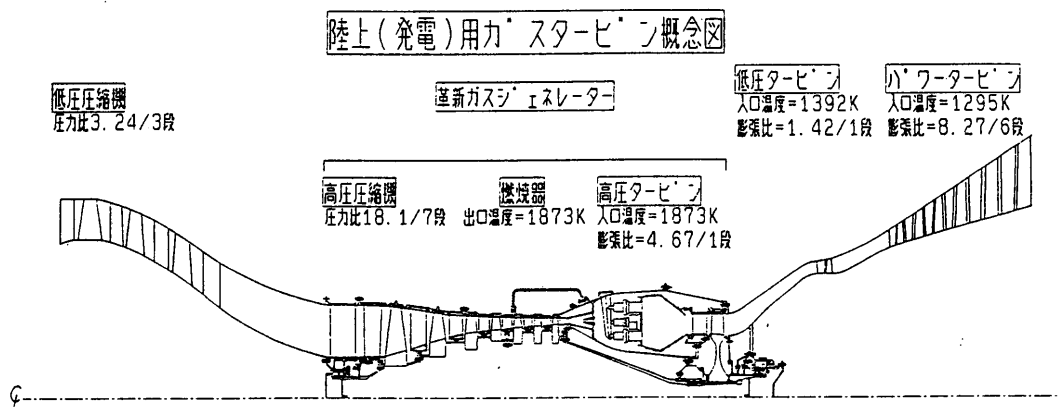 陸上(発電)用ガスタービン概念図
低圧圧縮機
圧力比3.24/3段
革新ガスジェネレーター
低圧タービン
入口温度=1392K
膨張比=1.42/1段
パワータービン
入口温度=1295K
膨張比=8.27/6段
高圧圧縮機
圧力比18.1/7段
燃焼器
出口温度=1873K
高圧タービン
入口温度=1873K
膨張比=4.67/1段
℄